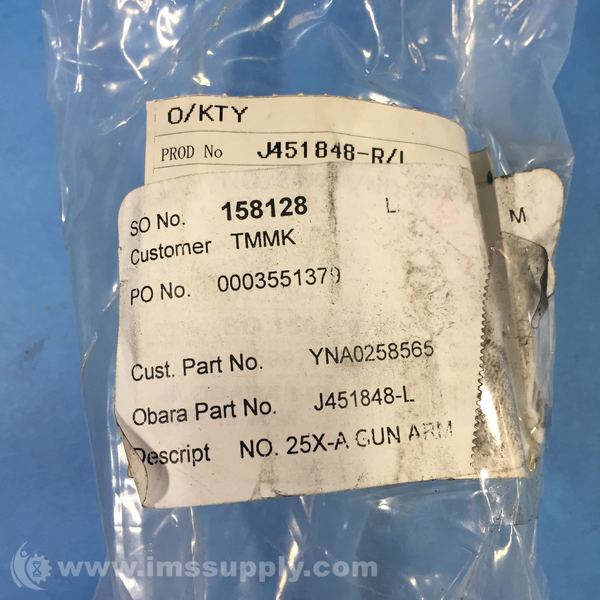 O/KTY
PROD No J451848-R/L
SO No. 158128 L
M
Customer TMMK
PO No. 0003551379
Cust. Part No. YNA0258565
Obara Part No. J451848-L
Descript NO. 25X-A GUN ARM
www.imssupply.com